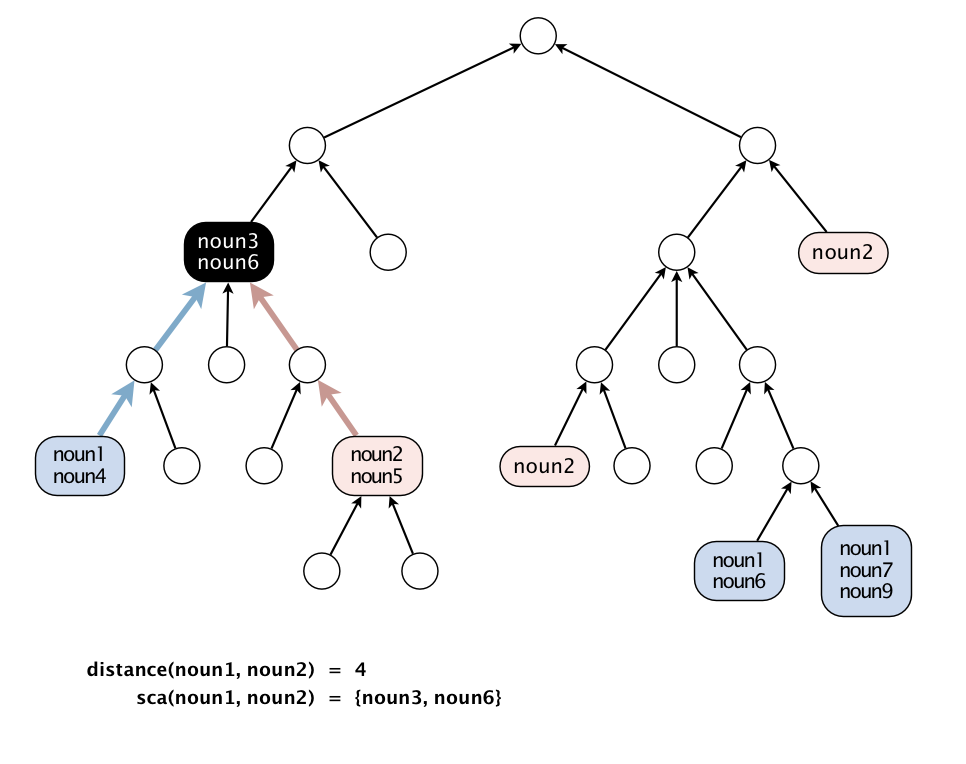 noun3
noun6
noun2
noun1
noun4
noun2
noun5
noun2
noun1
noun6
noun1
noun7
noun9
distance(noun1, noun2) = 4
sca(noun1, noun2) = {noun3, noun6}